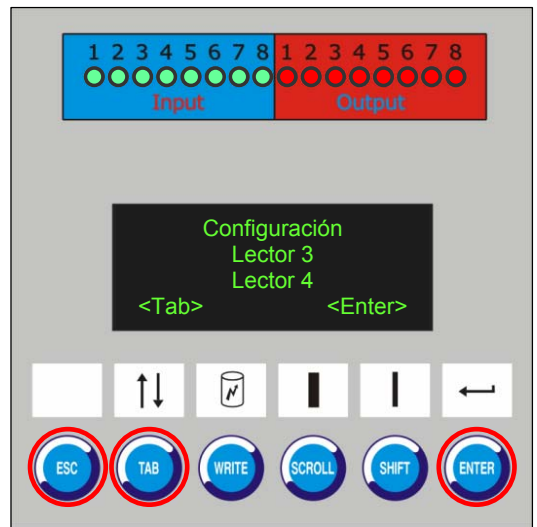 1 2 3 4 5 6 7 8 1 2 3 4 5 6 7 8
Input Output
Configuración
Lector 3
Lector 4
<Tab> <Enter>
ESC TAB WRITE SCROLL SHIFT ENTER